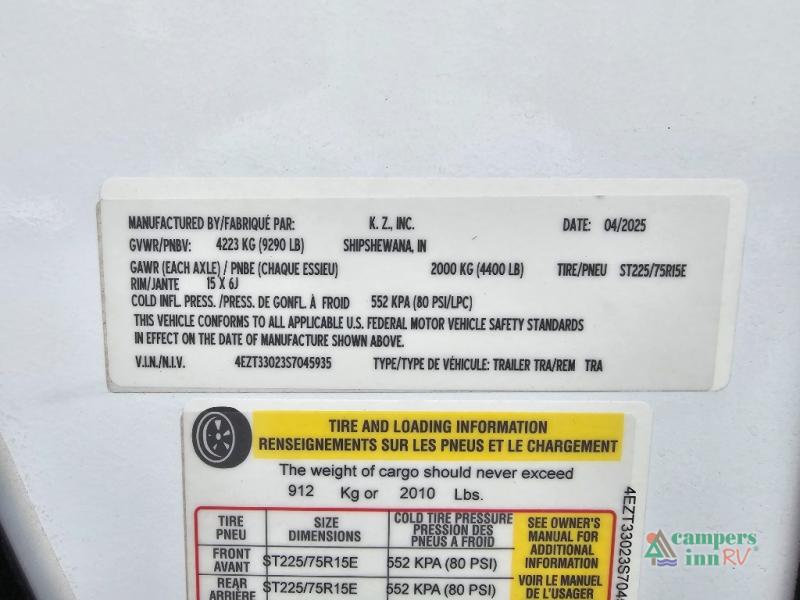 MANUFACTURED BY/FABRIQUÉ PAR: K. Z., INC. DATE: 04/2025
GVWR/PNBV: 4223 KG (9290 LB) SHIPSHEWANA, IN
GAWR (EACH AXLE) / PNBE (CHAQUE ESSIEU) 2000 KG (4400 LB) TIRE/PNEU ST225/75R15E
RIM/JANTE 15 X 6J
COLD INFL. PRESS. /PRESS. DE GONFL. À FROID 552 KPA (80 PSI/LPC)
THIS VEHICLE CONFORMS TO ALL APPLICABLE U.S. FEDERAL MOTOR VEHICLE SAFETY STANDARDS
IN EFFECT ON THE DATE OF MANUFACTURE SHOWN ABOVE.
V.I.N./N.I.V. 4EZT33023S7045935 TYPE/TYPE DE VÉHICULE: TRAILER TRA/REM TRA
TIRE AND LOADING INFORMATION
RENSEIGNEMENTS SUR LES PNEUS ET LE CHARGEMENT
The weight of cargo should never exceed
912 Kg or 2010 Lbs.
TIRE
PNEU
SIZE
DIMENSIONS
COLD TIRE PRESSURE
PRESSION DES
PNEUS A FROID
SEE OWNER'S
MANUAL FOR
ADDITIONAL
INFORMATION
FRONT
AVANT
ST225/75R15E
552 KPA (80 PSI)
REAR
ARRIÈRE
ST225/75R15E
552 KPA (80 PSI)
VOIR LE MANUEL
DE L'USAGER
4EZT33023S7045
campers
inn RV